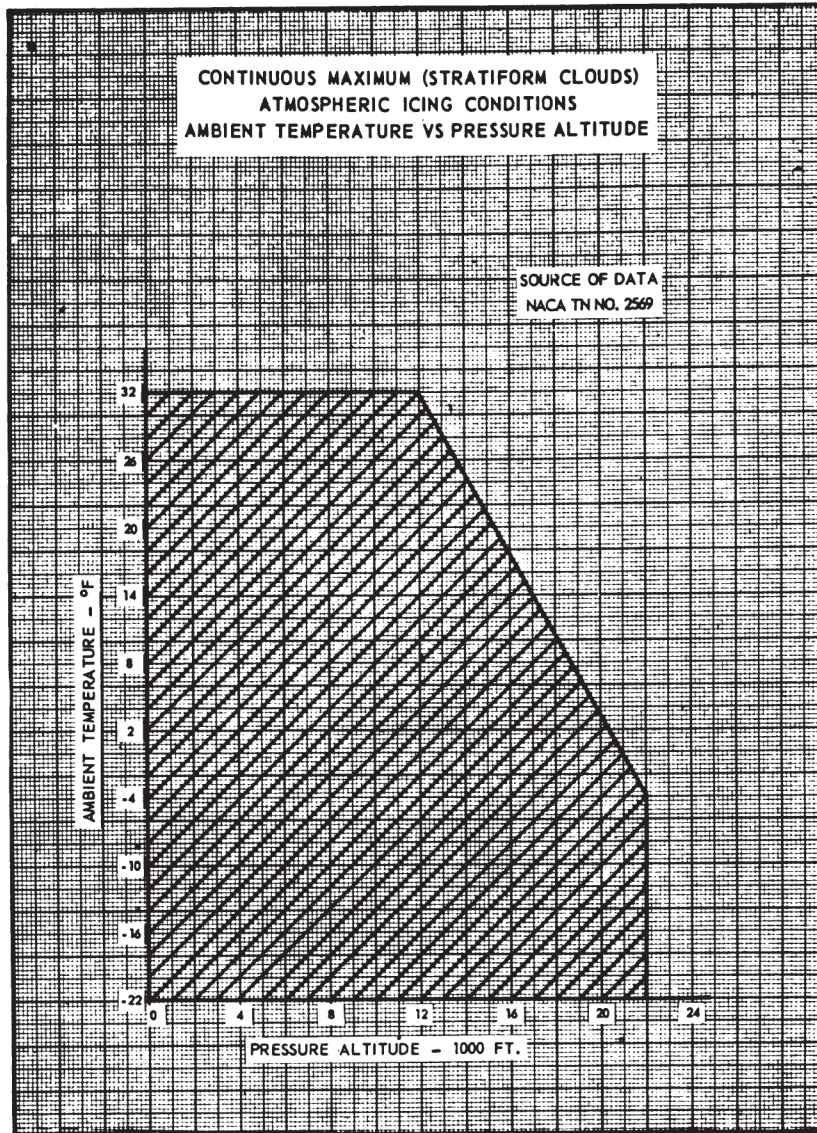 CONTINUOUS MAXIMUM (STRATIFORM CLOUDS)
ATMOSPHERIC ICING CONDITIONS
AMBIENT TEMPERATURE VS PRESSURE ALTITUDE
SOURCE OF DATA
NACA TN NO. 2569
32
26
20
14
8
2
-4
-10
-16
-22
AMBIENT TEMPERATURE - °F
0 4 8 12 16 20 24
PRESSURE ALTITUDE - 1000 FT.